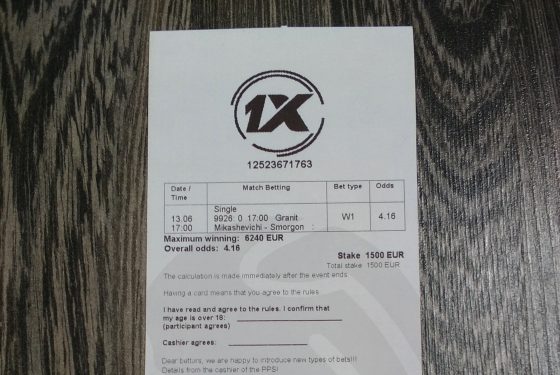 1X
12523671763
Date / Time Match Betting Bet type Odds
Single
13.06 9926: 0 17:00 Granit W1 4.16
17:00 Mikashevichi - Smorgon :
Maximum winning: 6240 EUR
Overall odds: 4.16
Stake 1500 EUR
Total stake 1500 EUR
The calculation is made immediately after the event ends.
Having a card means that you agree to the rules
I have read and agree to the rules. I confirm that
my age is over 18:
(participant agrees)
Cashier agrees:
Dear bettors, we are happy to introduce new types of bets!!!
Details from the cashier of the PPS!